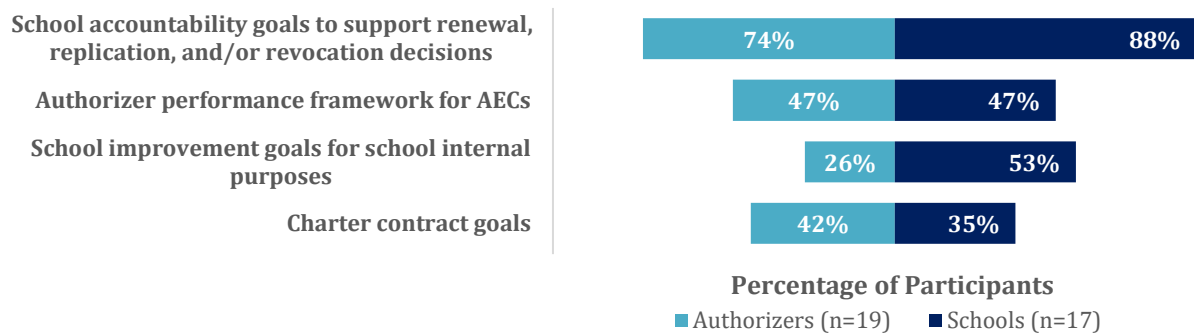 School accountability goals to support renewal,
replication, and/or revocation decisions
74% 88%
Authorizer performance framework for AECs
47% 47%
School improvement goals for school internal
purposes
26% 53%
Charter contract goals
42% 35%
Percentage of Participants
Authorizers (n=19) Schools (n=17)